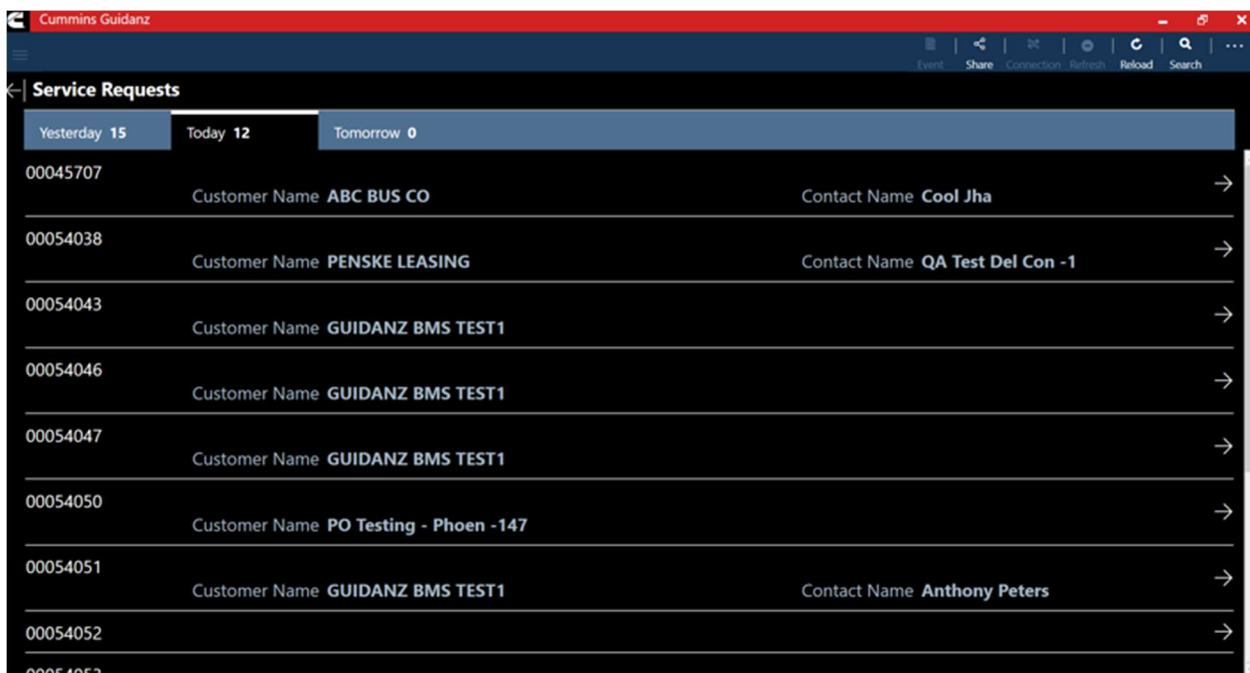 Cummins Guidanz
Event Share Connection Refresh Reload Search
Service Requests
Yesterday 15 Today 12 Tomorrow 0
00045707
Customer Name ABC BUS CO Contact Name Cool Jha
00054038
Customer Name PENSKE LEASING Contact Name QA Test Del Con -1
00054043
Customer Name GUIDANZ BMS TEST1
00054046
Customer Name GUIDANZ BMS TEST1
00054047
Customer Name GUIDANZ BMS TEST1
00054050
Customer Name PO Testing - Phoen -147
00054051
Customer Name GUIDANZ BMS TEST1 Contact Name Anthony Peters
00054052